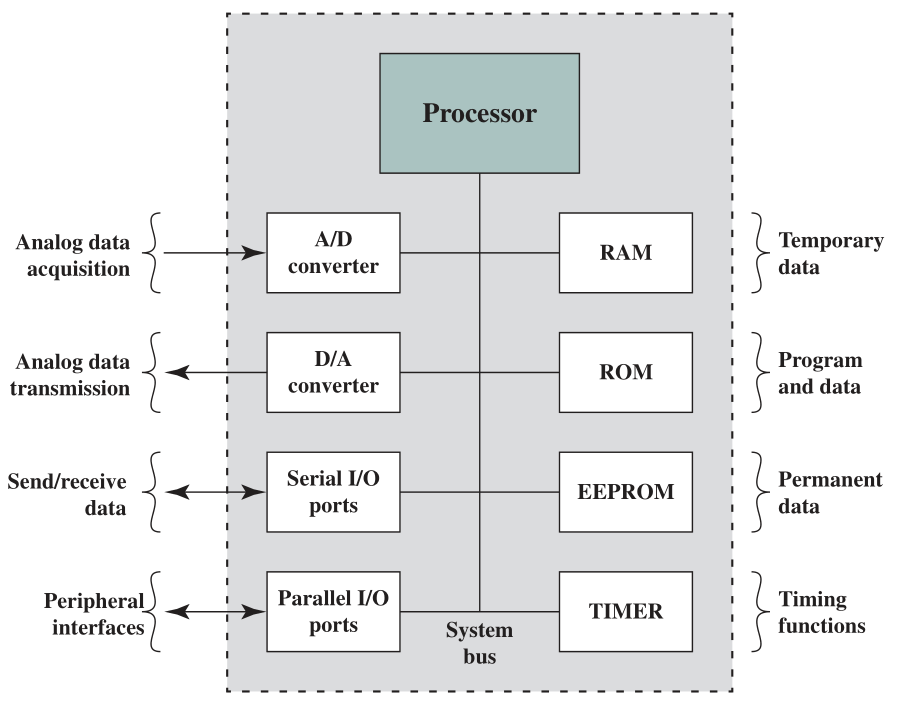 Processor
Analog data
acquisition
A/D
converter
RAM
Temporary
data
Analog data
transmission
D/A
converter
ROM
Program
and data
Send/receive
data
Serial I/O
ports
EEPROM
Permanent
data
Peripheral
interfaces
Parallel I/O
ports
TIMER
Timing
functions
System
bus